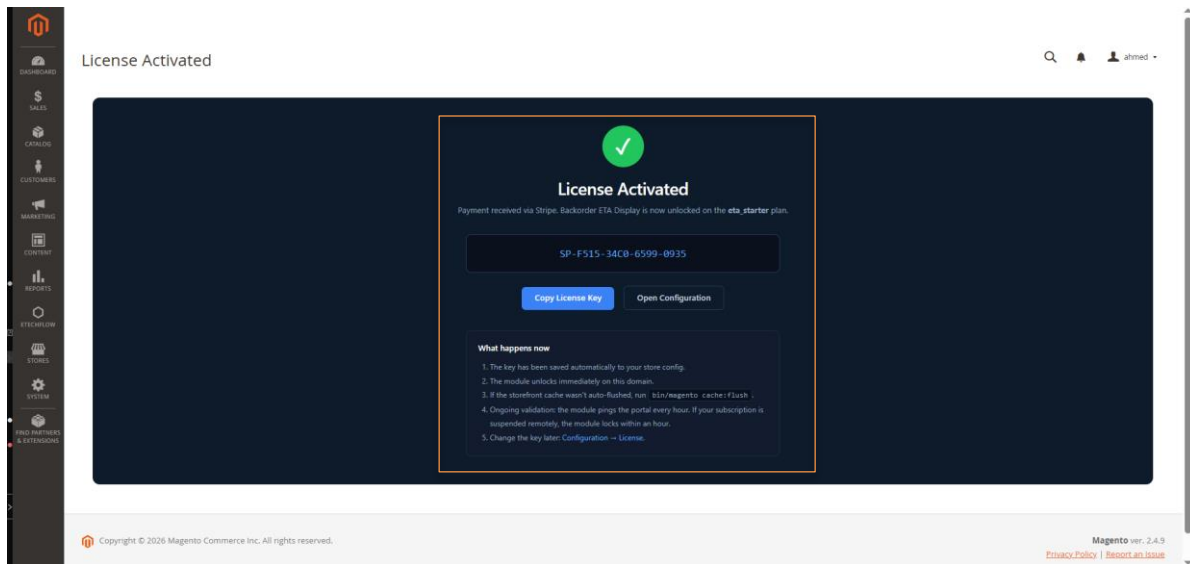 License Activated
ahmed
DASHBOARD
SALES
CATALOG
CUSTOMERS
MARKETING
CONTENT
REPORTS
ETECHFLOW
STORES
SYSTEM
FIND PARTNERS
& EXTENSIONS
License Activated
Payment received via Stripe. Backorder ETA Display is now unlocked on the eta_starter plan.
SP-F515-34C0-6599-0935
Copy License Key
Open Configuration
What happens now
1. The key has been saved automatically to your store config.
2. The module unlocks immediately on this domain.
3. If the storefront cache wasn't auto-flushed, run bin/magento cache:flush .
4. Ongoing validation: the module pings the portal every hour. If your subscription is
suspended remotely, the module locks within an hour.
5. Change the key later: Configuration → License.
Copyright © 2026 Magento Commerce Inc. All rights reserved.
Magento ver. 2.4.9
Privacy Policy | Report an Issue